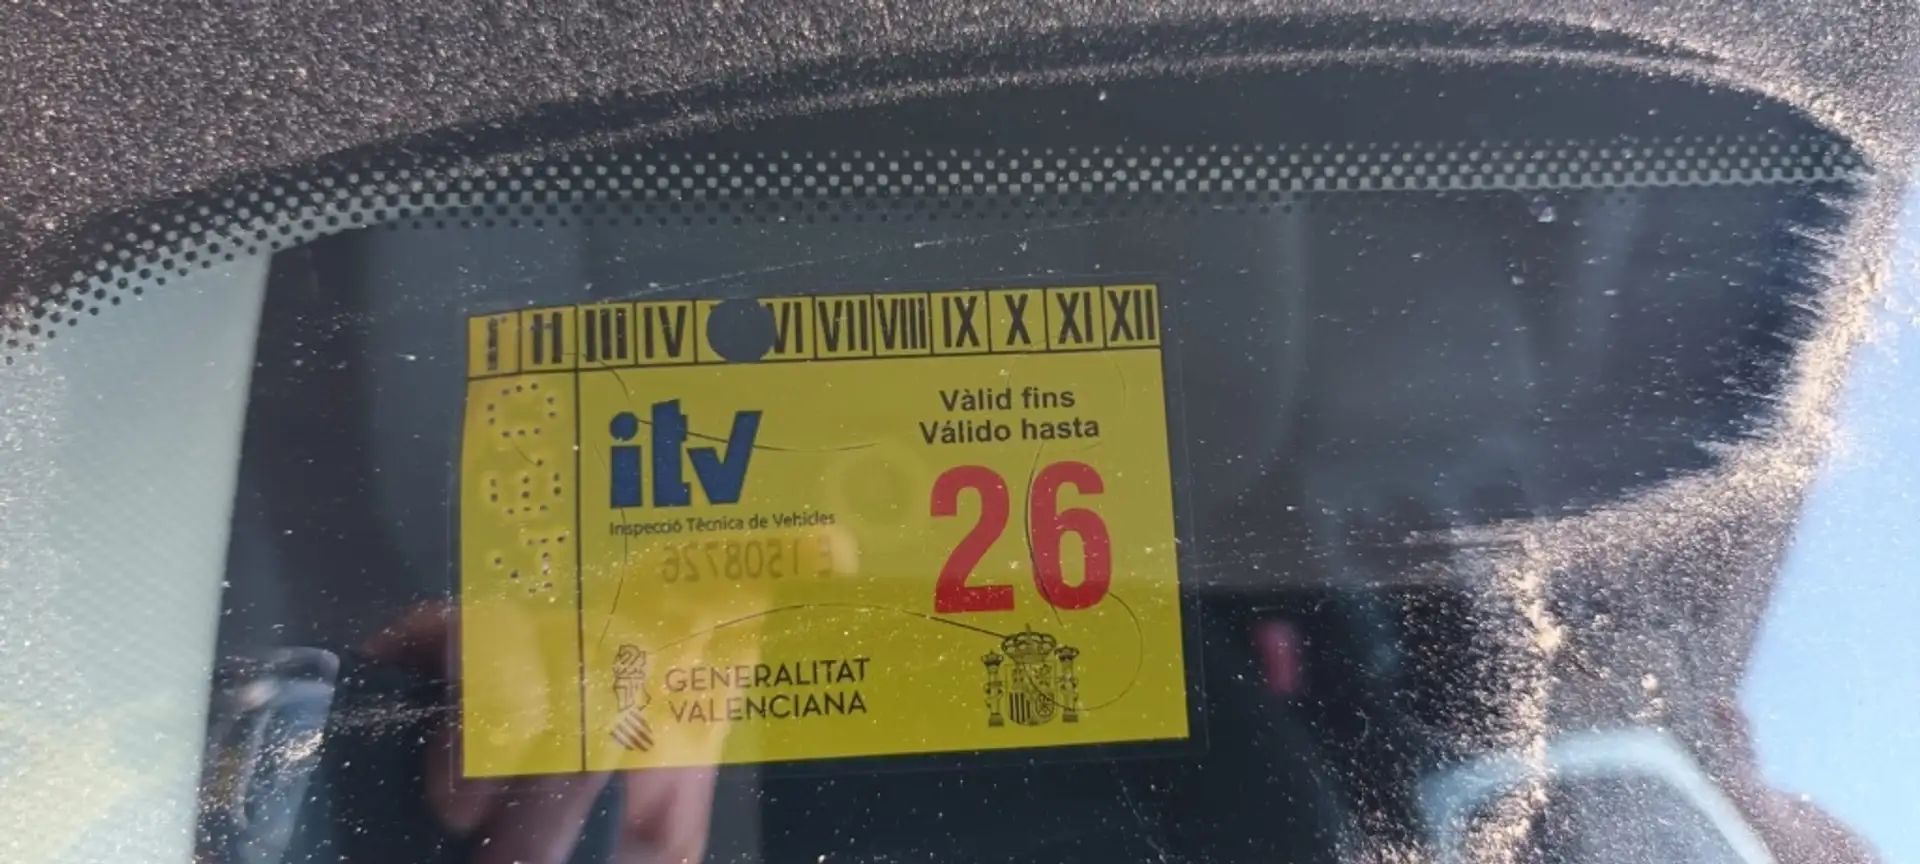 I II III IV VI VII VIII IX X XI XII
itv
Inspecció Tècnica de Vehicles
Vàlid fins
Válido hasta
26
E1508726
GENERALITAT
VALENCIANA